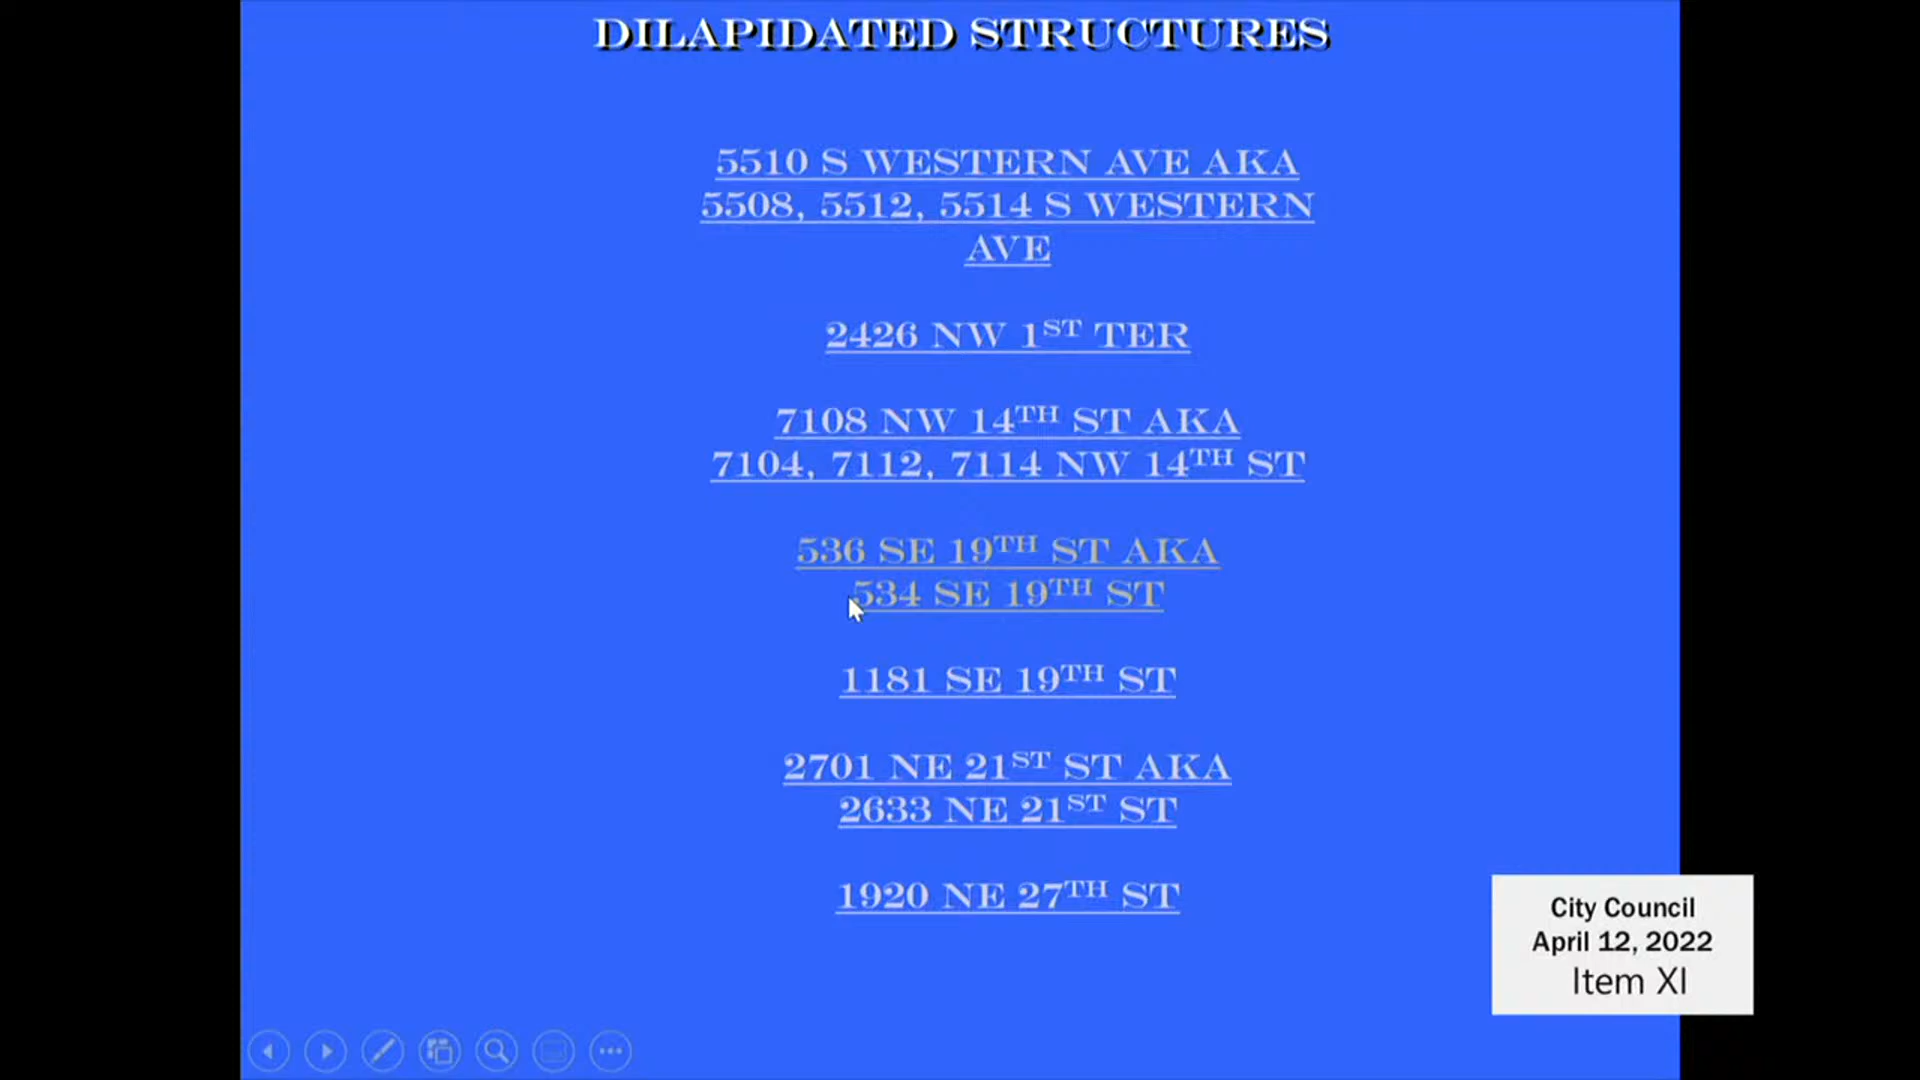 DILAPIDATED STRUCTURES
5510 S WESTERN AVE AKA
5508, 5512, 5514 S WESTERN
AVE
2426 NW 1ST TER
7108 NW 14TH ST AKA
7104, 7112, 7114 NW 14TH ST
536 SE 19TH ST AKA
534 SE 19TH ST
1181 SE 19TH ST
2701 NE 21ST ST AKA
2633 NE 21ST ST
1920 NE 27TH ST
City Council
April 12, 2022
Item XI